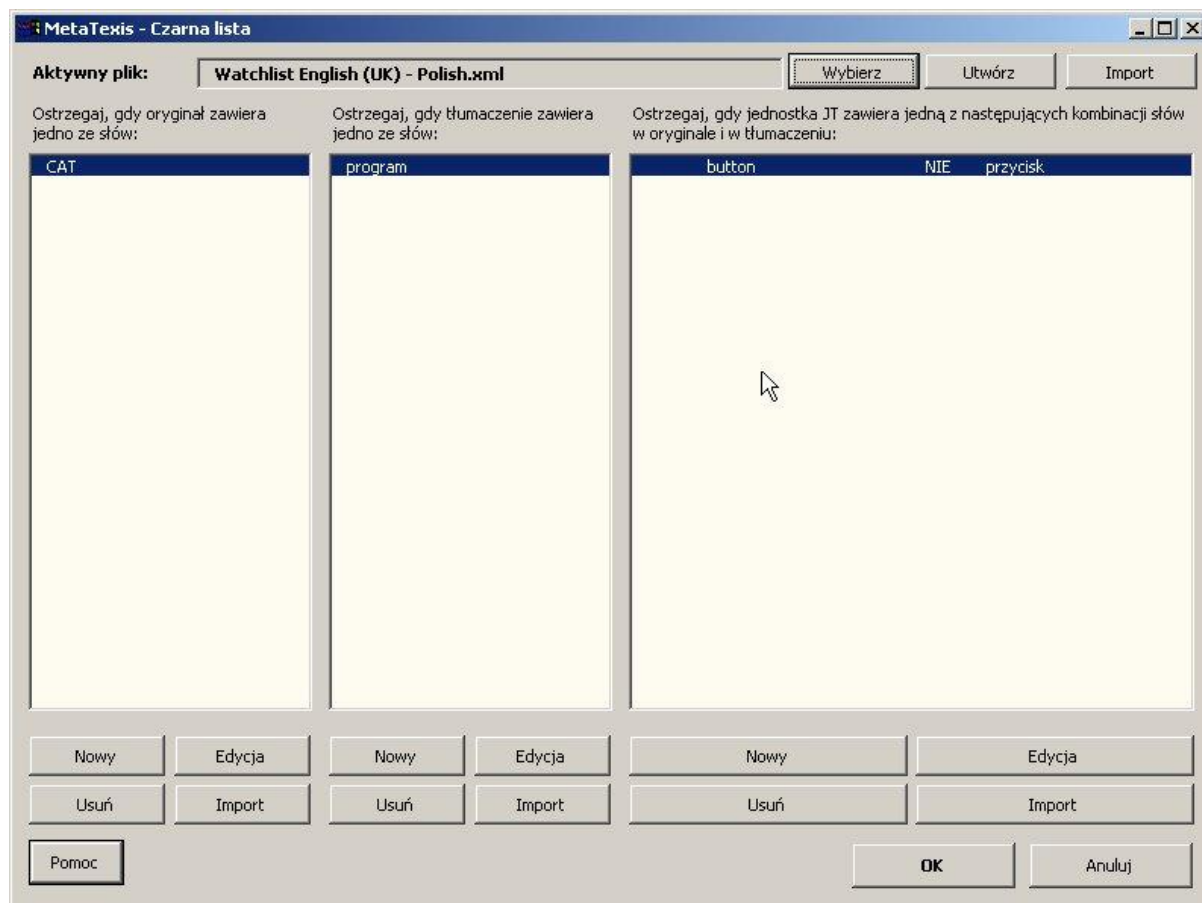 MetaTexis - Czarna lista
Aktywny plik: Watchlist English (UK) - Polish.xml Wybierz Utwórz Import
Ostrzegaj, gdy oryginał zawiera
jedno ze słów:
Ostrzegaj, gdy tłumaczenie zawiera
jedno ze słów:
Ostrzegaj, gdy jednostka JT zawiera jedną z następujących kombinacji słów
w oryginale i w tłumaczeniu:
CAT
program
button NIE przycisk
Nowy Edycja Nowy Edycja Nowy Edycja
Usuń Import Usuń Import Usuń Import
Pomoc OK Anuluj